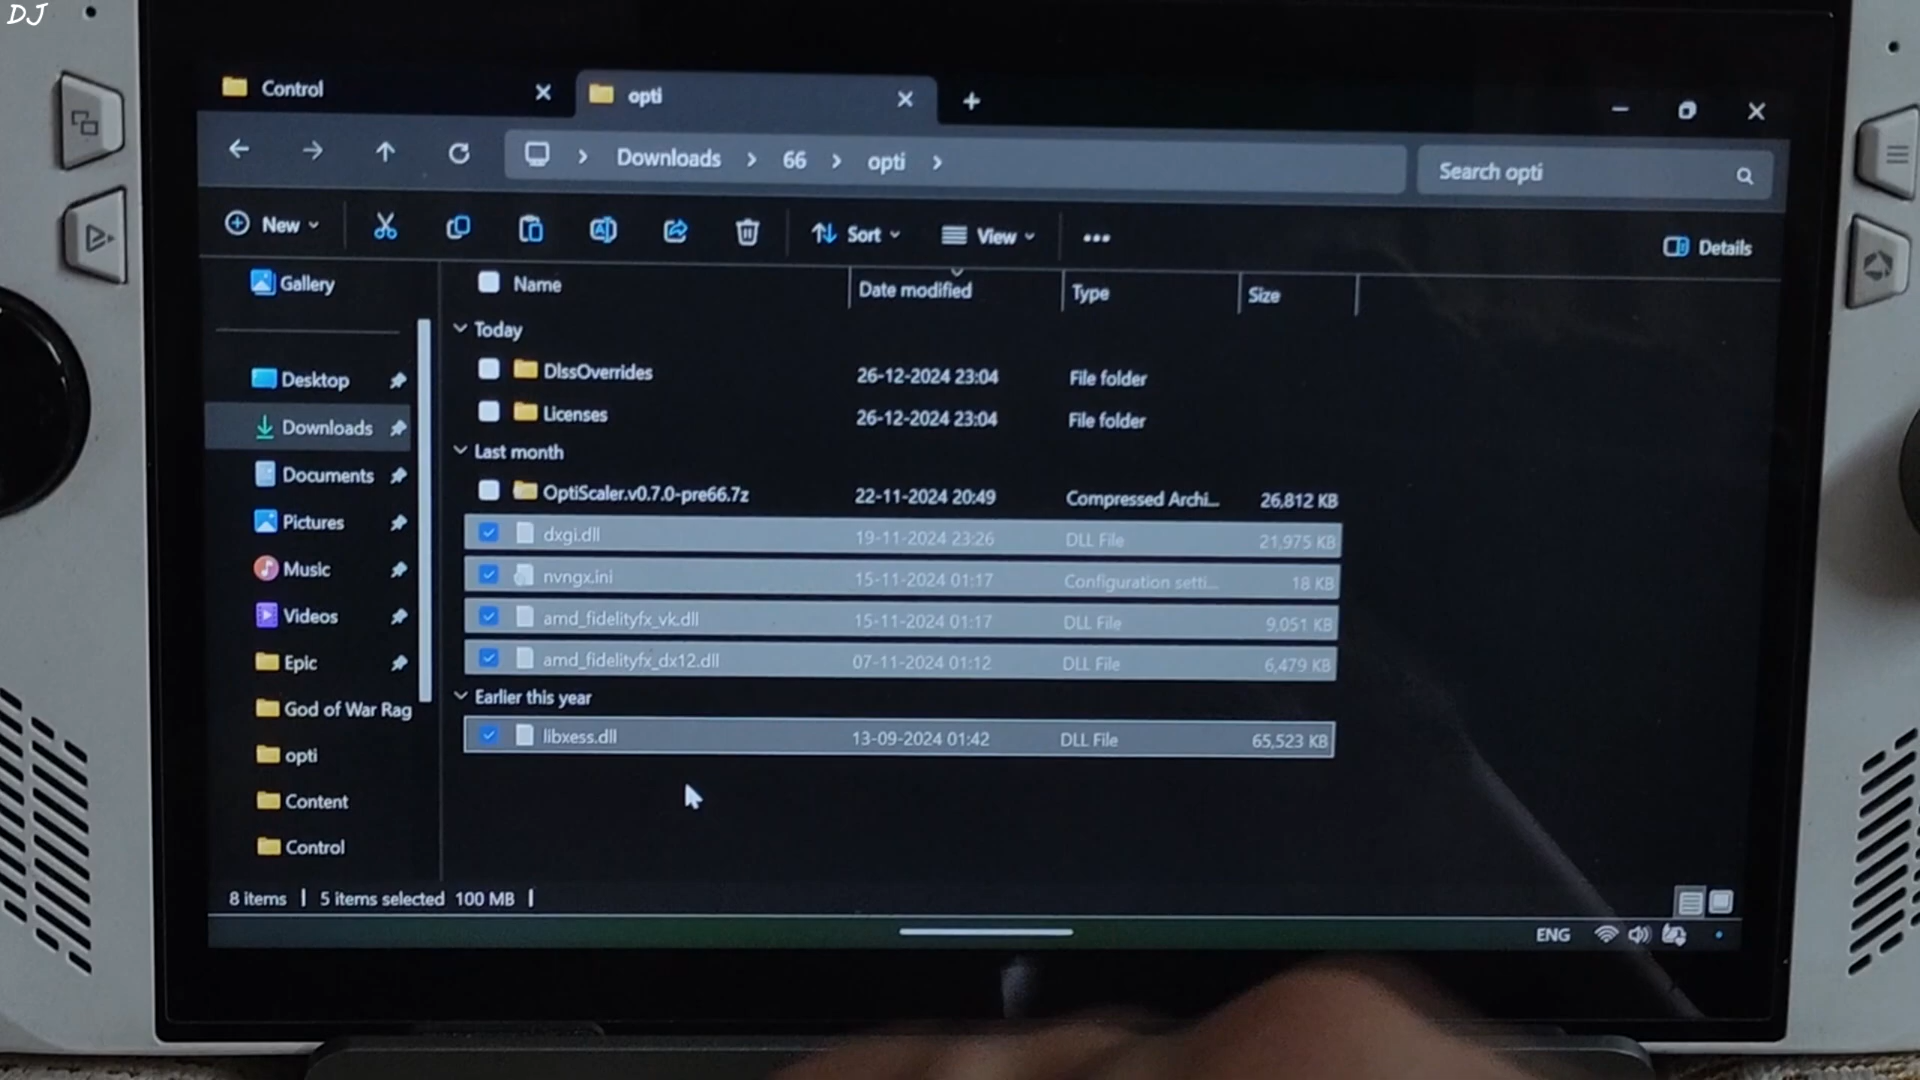 DJ
Control
opti
Downloads > 66 > opti >
Search opti
New
Sort
View
Details
Gallery
Name Date modified Type Size
Today
Desktop
DlssOverrides 26-12-2024 23:04 File folder
Downloads
Licenses 26-12-2024 23:04 File folder
Last month
Documents
OptiScaler.v0.7.0-pre66.7z 22-11-2024 20:49 Compressed Archi... 26,812 KB
Pictures
dxgi.dll 19-11-2024 23:26 DLL File 21,975 KB
Music
nvngx.ini 15-11-2024 01:17 Configuration setti... 18 KB
Videos
amd_fidelityfx_vk.dll 15-11-2024 01:17 DLL File 9,051 KB
Epic
amd_fidelityfx_dx12.dll 07-11-2024 01:12 DLL File 6,479 KB
God of War Rag
Earlier this year
opti
libxess.dll 13-09-2024 01:42 DLL File 65,523 KB
Content
Control
8 items | 5 items selected 100 MB |
ENG